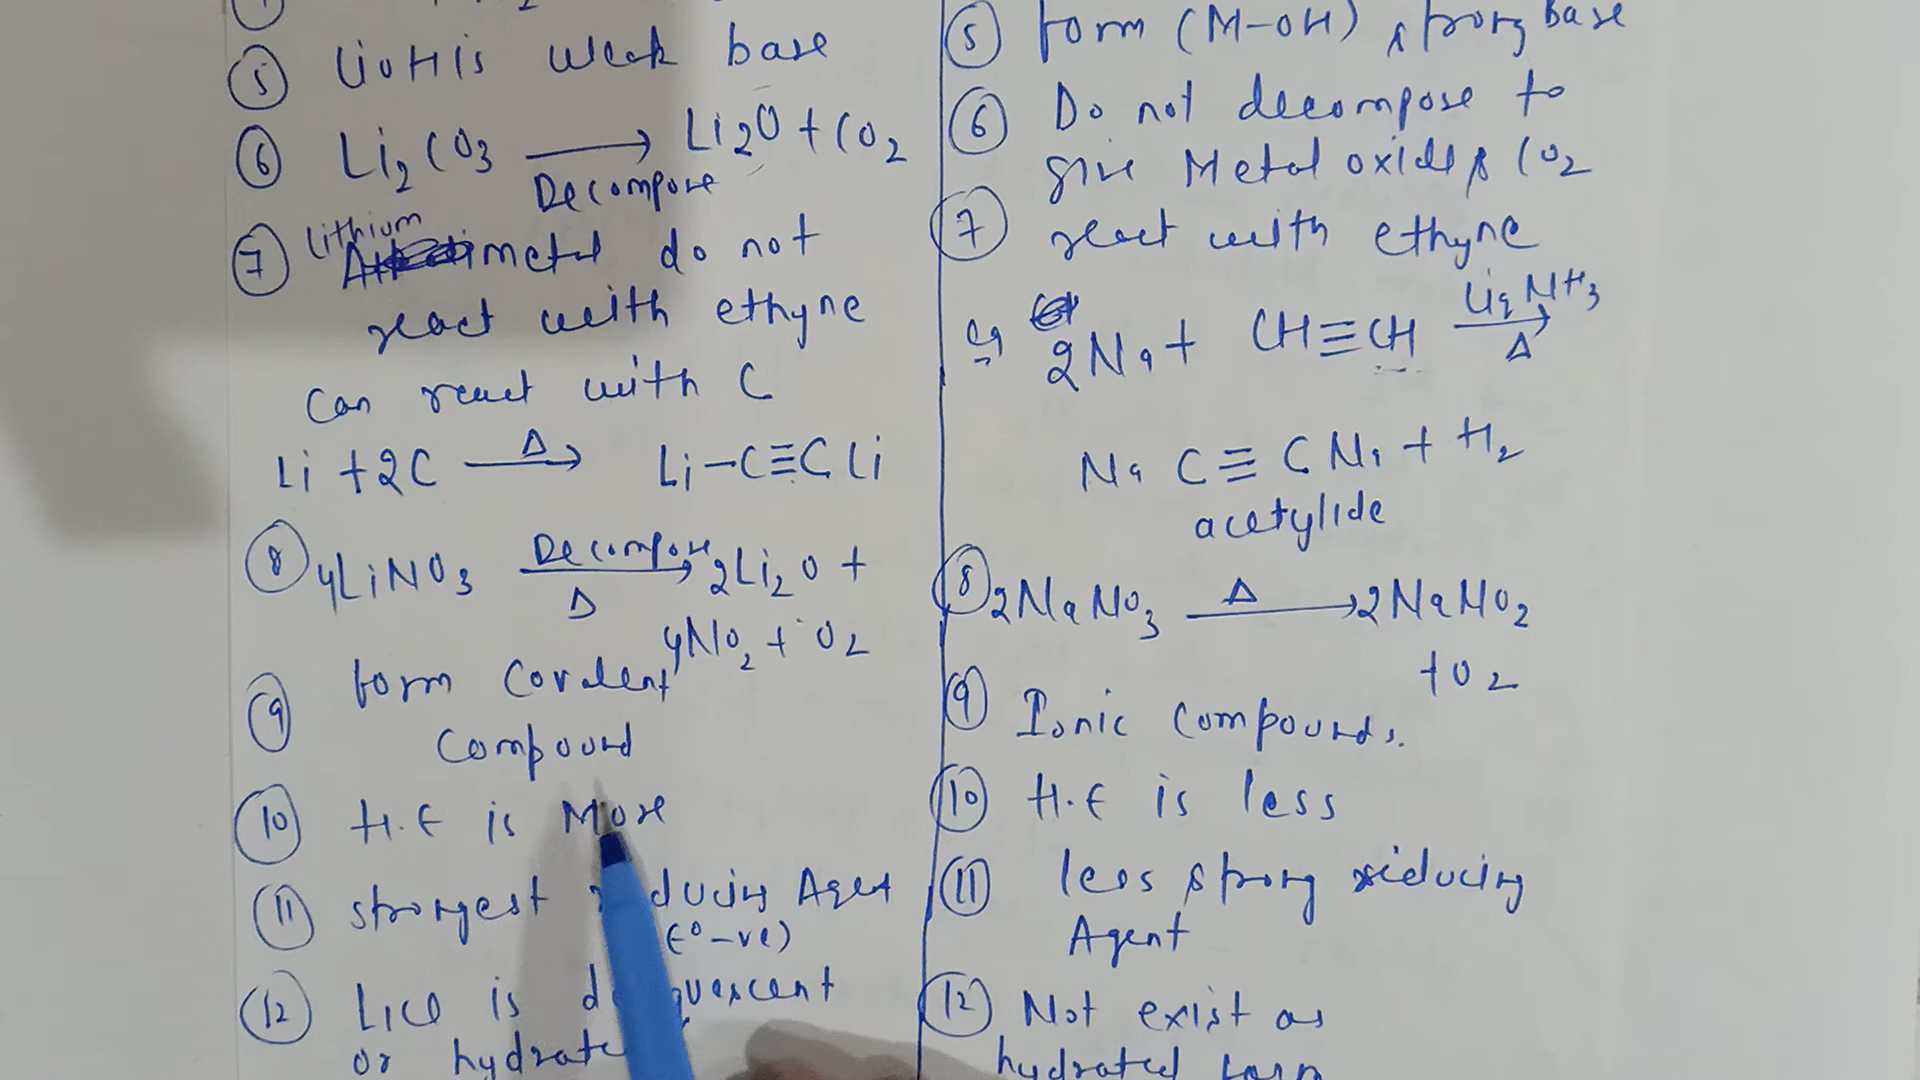 ⑤ LiOH is weak base
⑥ Li2CO3 ⟶ Li2O + CO2
Decompose
Lithium
⑦ metal do not
react with ethyne
Can react with C
Li + 2C Δ⟶ Li–C≡CLi
⑧ 4LiNO3 Decompose⟶ 2Li2O +
Δ
4NO2 + O2
⑨ form Covalent
Compound
⑩ H.E is More
⑪ strongest reducing Agent
(E°–ve)
⑫ LiCl is deliquescent
or hydrate
⑤ form (M–OH) strong base
⑥ Do not decompose to
give Metal oxide & CO2
⑦ react with ethyne
eg 2Na + CH≡CH Liq NH3⟶
Δ
Na C≡CNa + H2
acetylide
⑧ 2NaNO3 Δ⟶ 2NaNO2
+ O2
⑨ Ionic Compounds.
⑩ H.E is less
⑪ less strong reducing
Agent
⑫ Not exist as
hydrated form